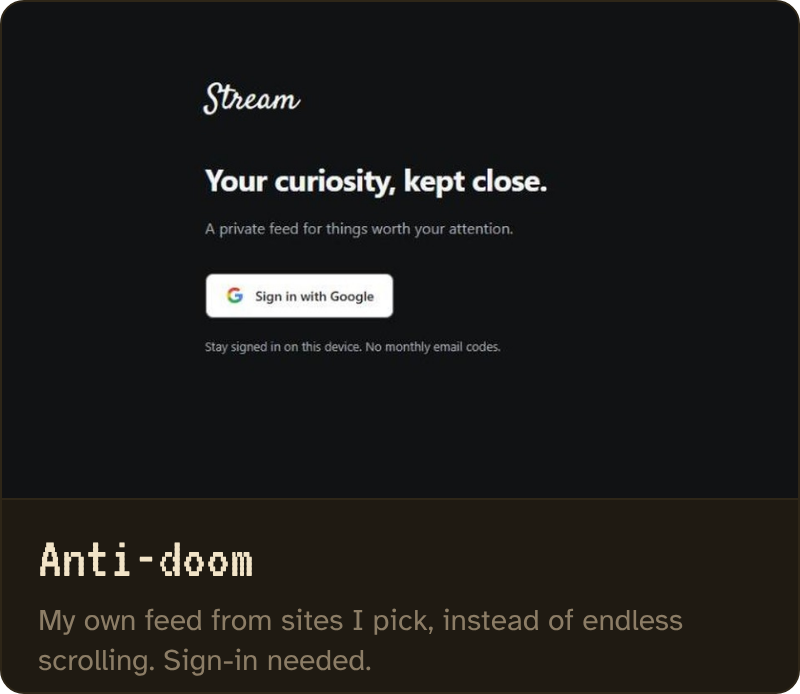 Stream
Your curiosity, kept close.
A private feed for things worth your attention.
Sign in with Google
Stay signed in on this device. No monthly email codes.
Anti-doom
My own feed from sites I pick, instead of endless
scrolling. Sign-in needed.